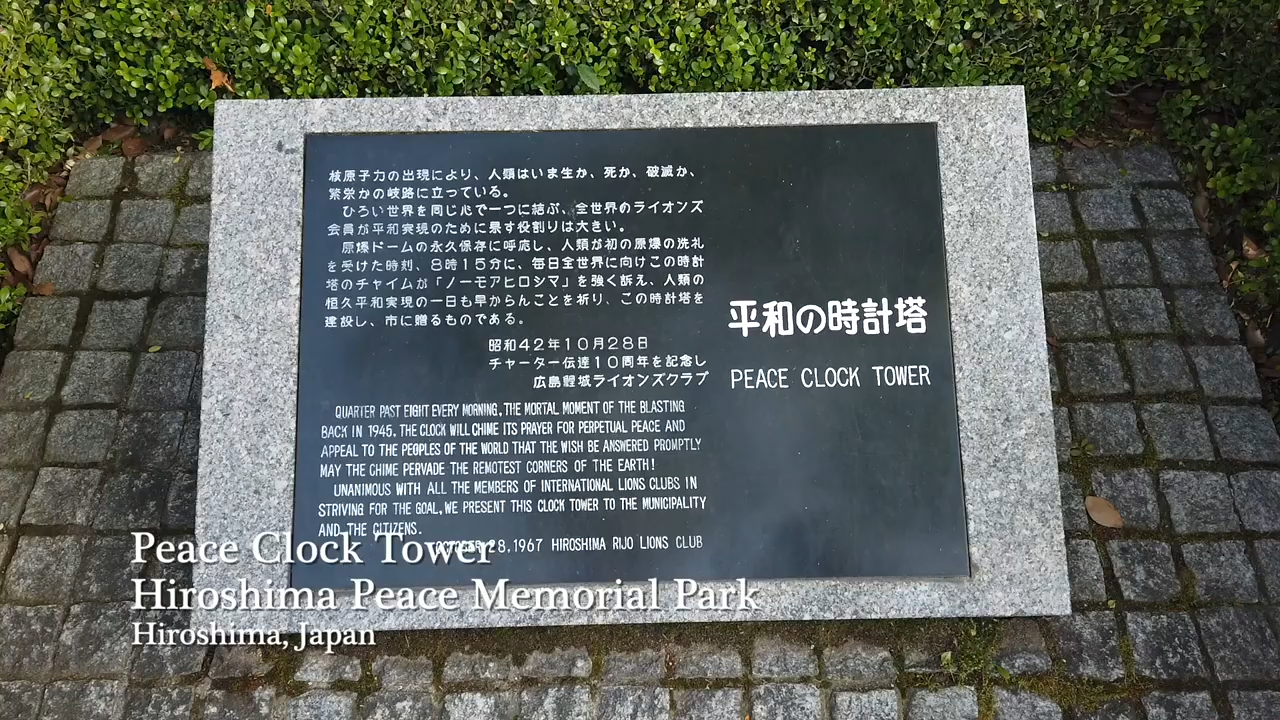 核原子力の出現により、人類はいま生か、死か、破滅か、
繁栄かの岐路に立っている。
ひろい世界を同じ心で一つに結ぶ、全世界のライオンズ
会員が平和実現のために果す役割りは大きい。
原爆ドームの永久保存に呼応し、人類が初の原爆の洗礼
を受けた時刻、8時15分に、毎日全世界に向けこの時計
塔のチャイムが「ノーモアヒロシマ」を強く訴え、人類の
恒久平和実現の一日も早からんことを祈り、この時計塔を
建設し、市に贈るものである。
昭和42年10月28日
チャーター伝達10周年を記念し
広島鯉城ライオンズクラブ
QUARTER PAST EIGHT EVERY MORNING, THE MORTAL MOMENT OF THE BLASTING
BACK IN 1945. THE CLOCK WILL CHIME ITS PRAYER FOR PERPETUAL PEACE AND
APPEAL TO THE PEOPLES OF THE WORLD THAT THE WISH BE ANSWERED PROMPTLY
MAY THE CHIME PERVADE THE REMOTEST CORNERS OF THE EARTH!
UNANIMOUS WITH ALL THE MEMBERS OF INTERNATIONAL LIONS CLUBS IN
STRIVING FOR THE GOAL, WE PRESENT THIS CLOCK TOWER TO THE MUNICIPALITY
AND THE CITIZENS.
OCTOBER 28, 1967 HIROSHIMA RIJO LIONS CLUB
平和の時計塔
PEACE CLOCK TOWER
Peace Clock Tower
Hiroshima Peace Memorial Park
Hiroshima, Japan